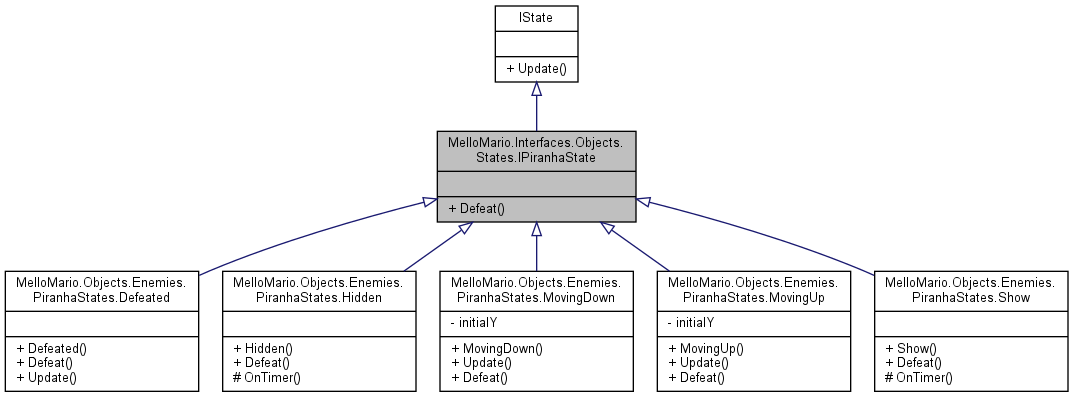 IState
+ Update()
MelloMario.Interfaces.Objects.
States.IPiranhaState
+ Defeat()
MelloMario.Objects.Enemies.
PiranhaStates.Defeated
+ Defeated()
+ Defeat()
+ Update()
MelloMario.Objects.Enemies.
PiranhaStates.Hidden
+ Hidden()
+ Defeat()
# OnTimer()
MelloMario.Objects.Enemies.
PiranhaStates.MovingDown
- initialY
+ MovingDown()
+ Update()
+ Defeat()
MelloMario.Objects.Enemies.
PiranhaStates.MovingUp
- initialY
+ MovingUp()
+ Update()
+ Defeat()
MelloMario.Objects.Enemies.
PiranhaStates.Show
+ Show()
+ Defeat()
# OnTimer()